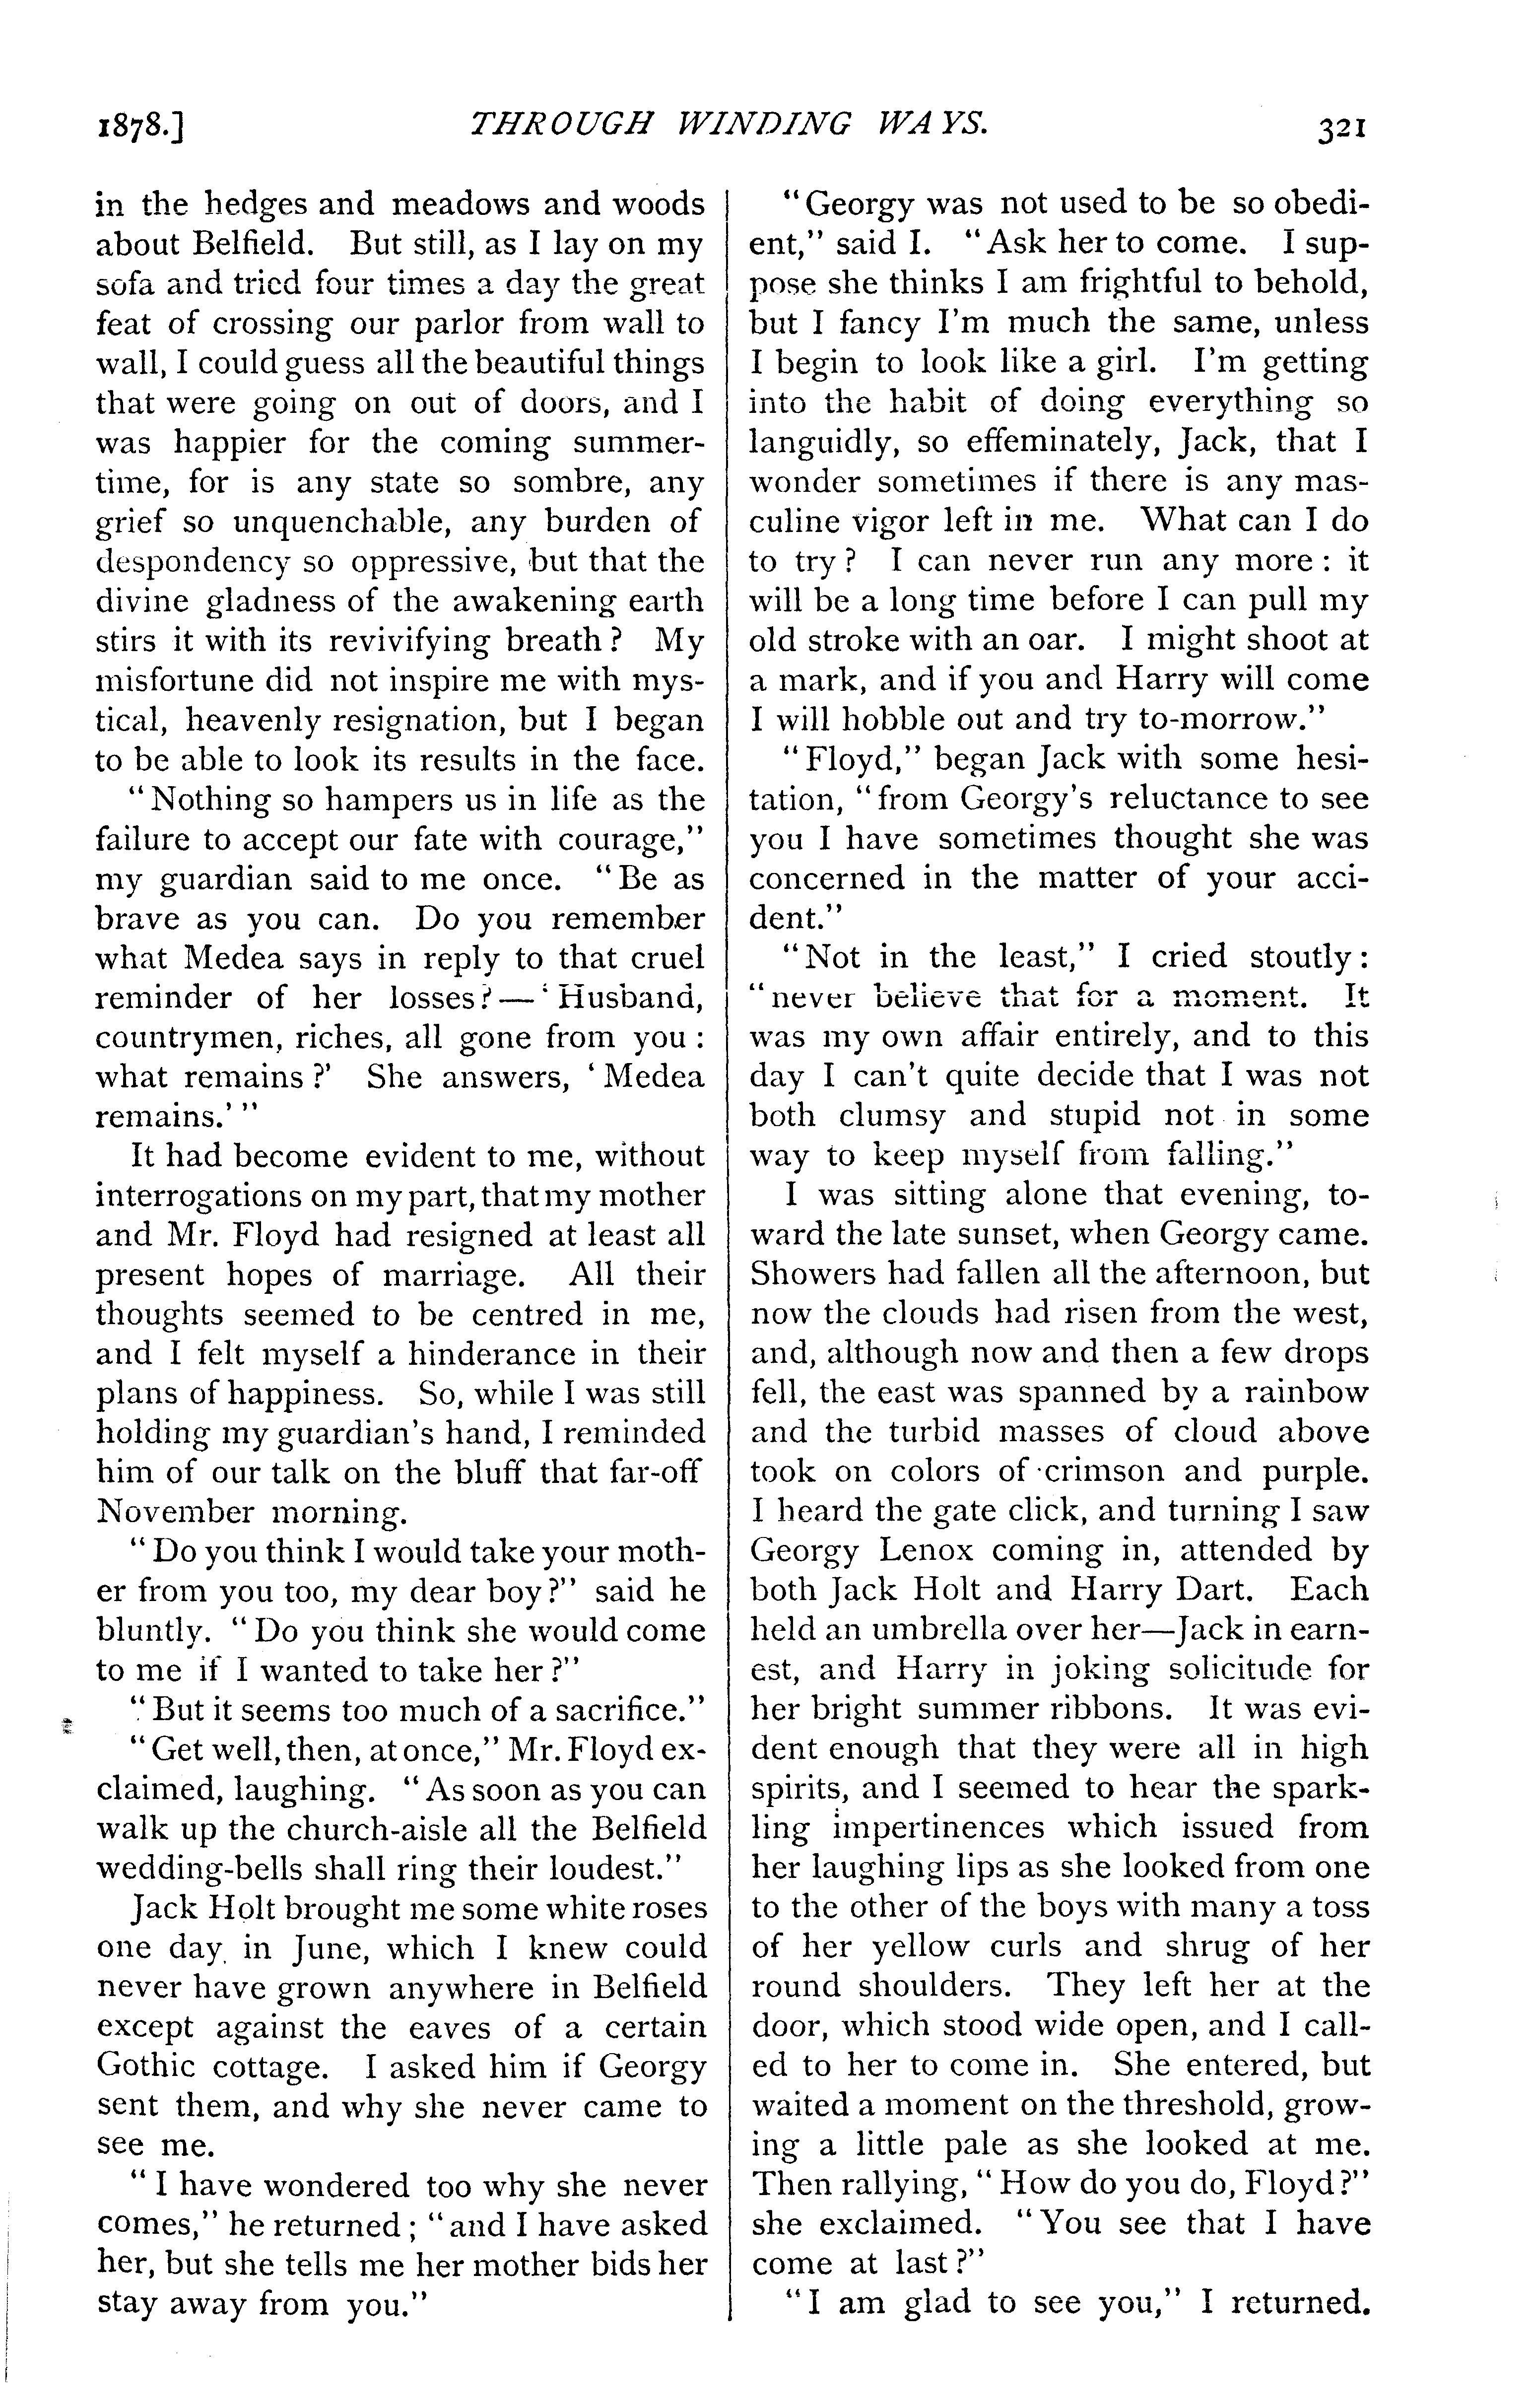 1878.] THROUGH WINDING WAYS. 321
in the hedges and meadows and woods
about Belfield. But still, as I lay on my
sofa and tried four times a day the great
feat of crossing our parlor from wall to
wall, I could guess all the beautiful things
that were going on out of doors, and I
was happier for the coming summer-
time, for is any state so sombre, any
grief so unquenchable, any burden of
despondency so oppressive, but that the
divine gladness of the awakening earth
stirs it with its revivifying breath? My
misfortune did not inspire me with mys-
tical, heavenly resignation, but I began
to be able to look its results in the face.
"Nothing so hampers us in life as the
failure to accept our fate with courage,"
my guardian said to me once. "Be as
brave as you can. Do you remember
what Medea says in reply to that cruel
reminder of her losses?—'Husband,
countrymen, riches, all gone from you:
what remains?' She answers, 'Medea
remains.'"
It had become evident to me, without
interrogations on my part, that my mother
and Mr. Floyd had resigned at least all
present hopes of marriage. All their
thoughts seemed to be centred in me,
and I felt myself a hinderance in their
plans of happiness. So, while I was still
holding my guardian's hand, I reminded
him of our talk on the bluff that far-off
November morning.
"Do you think I would take your moth-
er from you too, my dear boy?" said he
bluntly. "Do you think she would come
to me if I wanted to take her?"
"But it seems too much of a sacrifice."
"Get well, then, at once," Mr. Floyd ex-
claimed, laughing. "As soon as you can
walk up the church-aisle all the Belfield
wedding-bells shall ring their loudest."
Jack Holt brought me some white roses
one day in June, which I knew could
never have grown anywhere in Belfield
except against the eaves of a certain
Gothic cottage. I asked him if Georgy
sent them, and why she never came to
see me.
"I have wondered too why she never
comes," he returned; "and I have asked
her, but she tells me her mother bids her
stay away from you."
"Georgy was not used to be so obedi-
ent," said I. "Ask her to come. I sup-
pose she thinks I am frightful to behold,
but I fancy I'm much the same, unless
I begin to look like a girl. I'm getting
into the habit of doing everything so
languidly, so effeminately, Jack, that I
wonder sometimes if there is any mas-
culine vigor left in me. What can I do
to try? I can never run any more: it
will be a long time before I can pull my
old stroke with an oar. I might shoot at
a mark, and if you and Harry will come
I will hobble out and try to-morrow."
"Floyd," began Jack with some hesi-
tation, "from Georgy's reluctance to see
you I have sometimes thought she was
concerned in the matter of your acci-
dent."
"Not in the least," I cried stoutly:
"never believe that for a moment. It
was my own affair entirely, and to this
day I can't quite decide that I was not
both clumsy and stupid not in some
way to keep myself from falling."
I was sitting alone that evening, to-
ward the late sunset, when Georgy came.
Showers had fallen all the afternoon, but
now the clouds had risen from the west,
and, although now and then a few drops
fell, the east was spanned by a rainbow
and the turbid masses of cloud above
took on colors of crimson and purple.
I heard the gate click, and turning I saw
Georgy Lenox coming in, attended by
both Jack Holt and Harry Dart. Each
held an umbrella over her—Jack in earn-
est, and Harry in joking solicitude for
her bright summer ribbons. It was evi-
dent enough that they were all in high
spirits, and I seemed to hear the spark-
ling impertinences which issued from
her laughing lips as she looked from one
to the other of the boys with many a toss
of her yellow curls and shrug of her
round shoulders. They left her at the
door, which stood wide open, and I call-
ed to her to come in. She entered, but
waited a moment on the threshold, grow-
ing a little pale as she looked at me.
Then rallying, "How do you do, Floyd?"
she exclaimed. "You see that I have
come at last?"
"I am glad to see you," I returned.